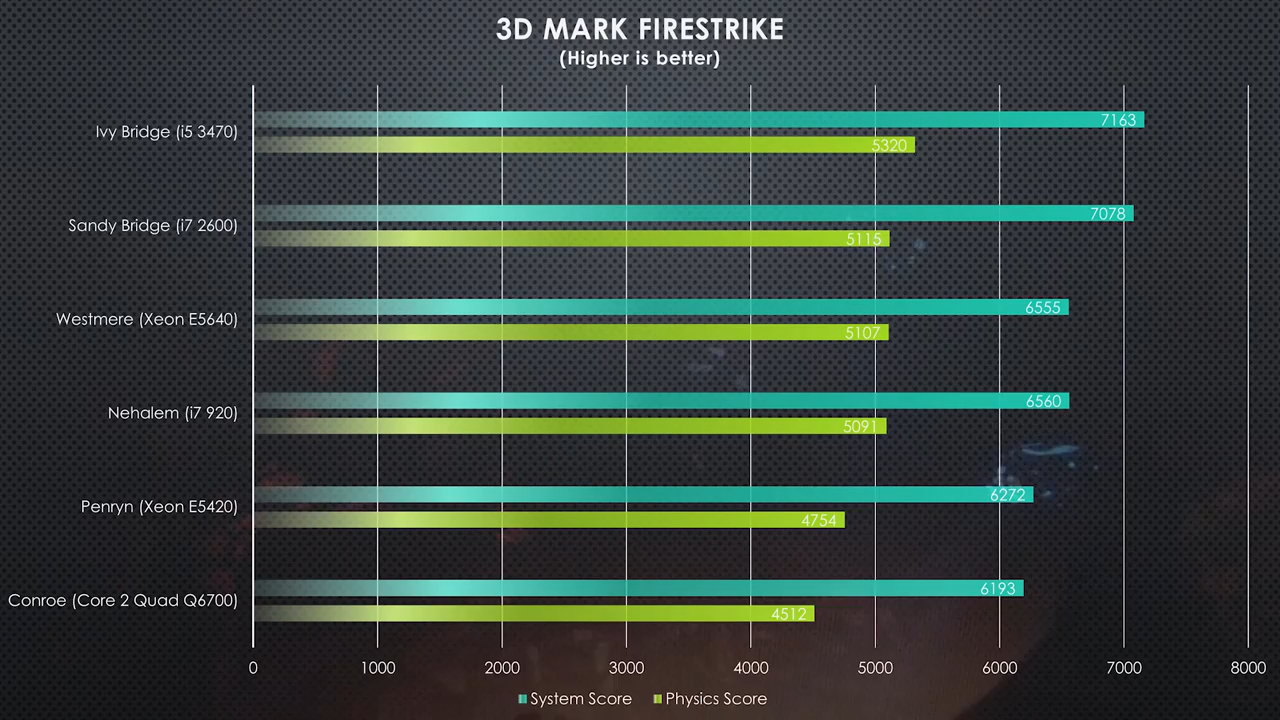 3D MARK FIRESTRIKE
(Higher is better)
Ivy Bridge (i5 3470)
7163
5320
Sandy Bridge (i7 2600)
7078
5115
Westmere (Xeon E5640)
6555
5107
Nehalem (i7 920)
6560
5091
Penryn (Xeon E5420)
6272
4754
Conroe (Core 2 Quad Q6700)
6193
4512
0 1000 2000 3000 4000 5000 6000 7000 8000
System Score Physics Score